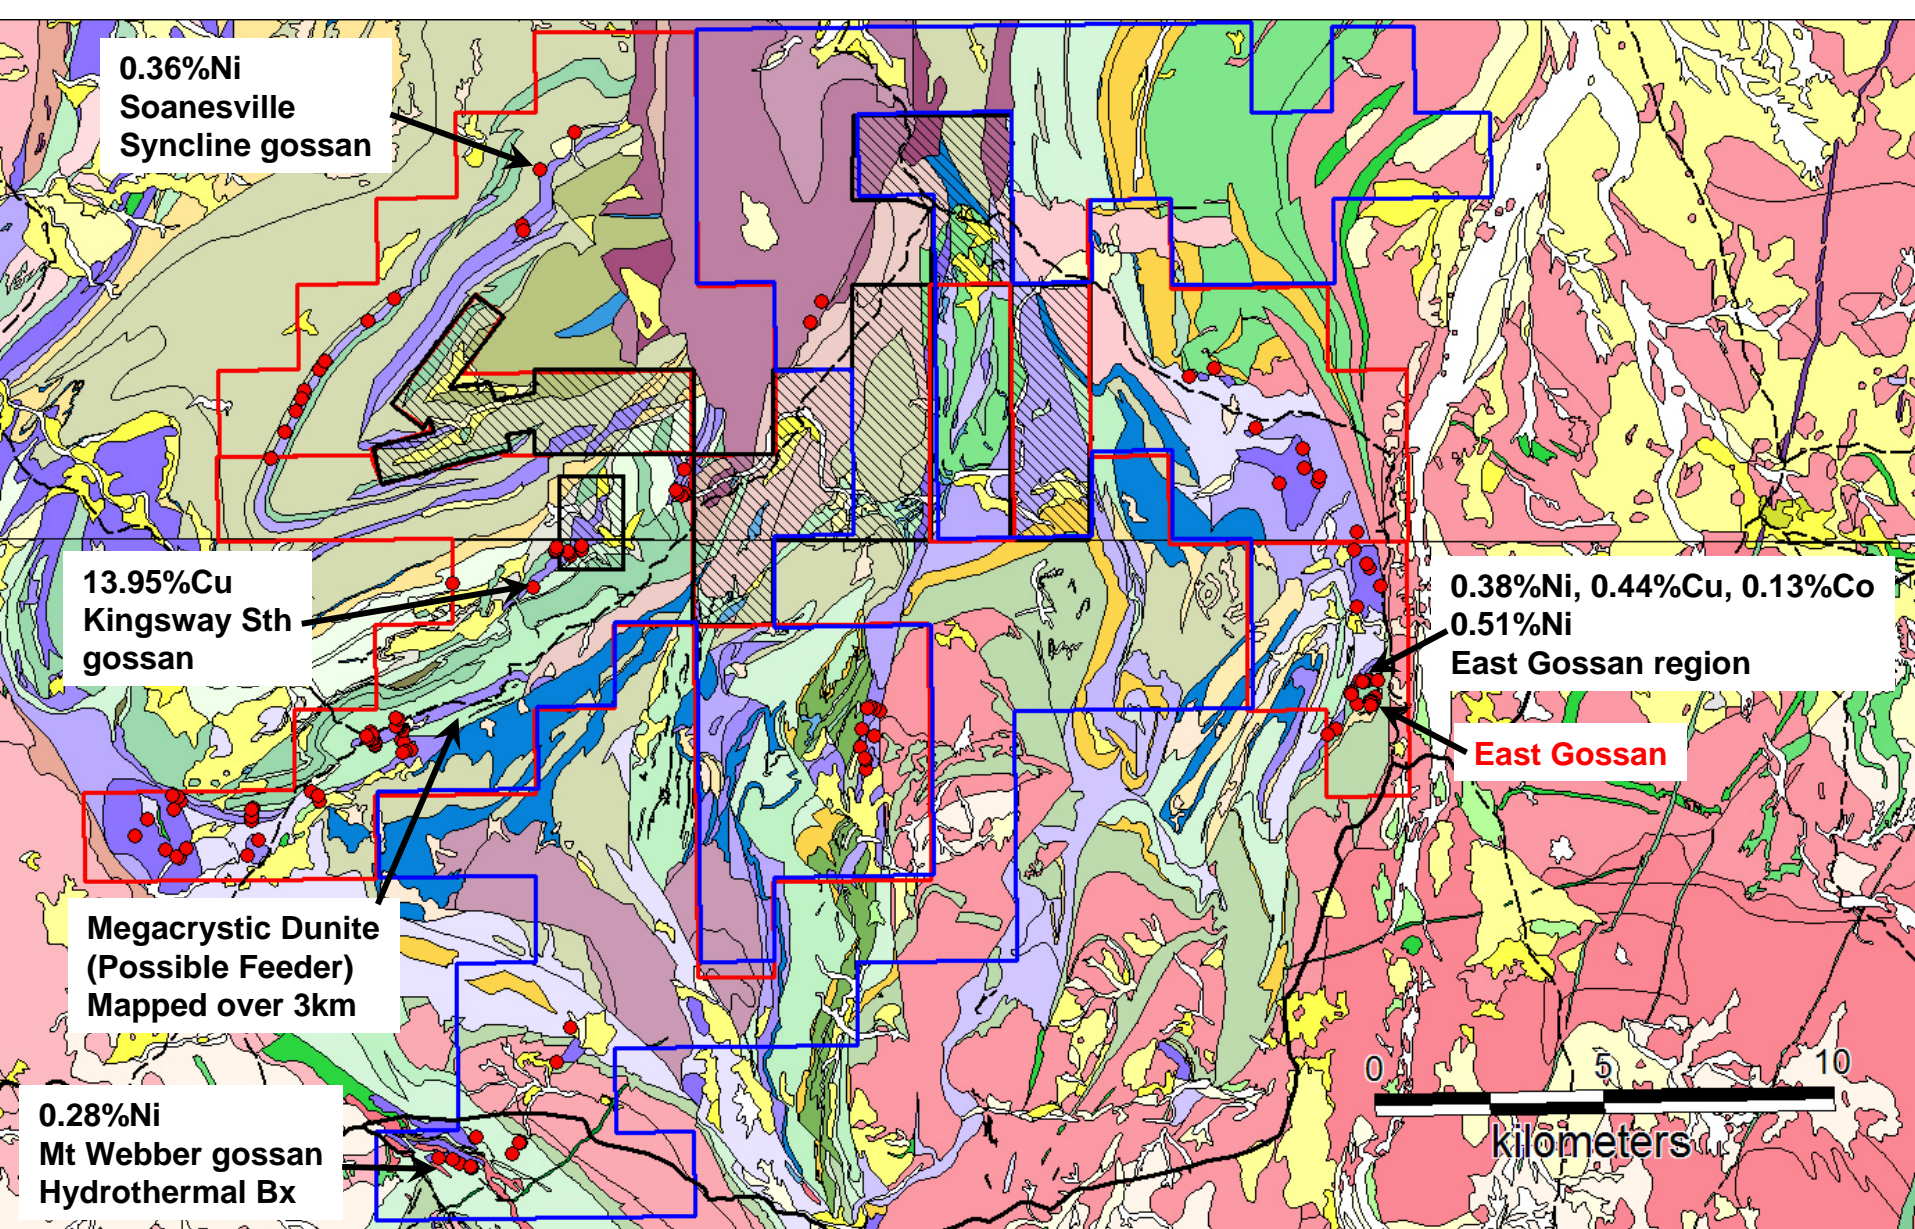 0.36%Ni
Soanesville
Syncline gossan
13.95%Cu
Kingsway Sth
gossan
0.38%Ni, 0.44%Cu, 0.13%Co
0.51%Ni
East Gossan region
East Gossan
Megacrystic Dunite
(Possible Feeder)
Mapped over 3km
0.28%Ni
Mt Webber gossan
Hydrothermal Bx
0 5 10
kilometers